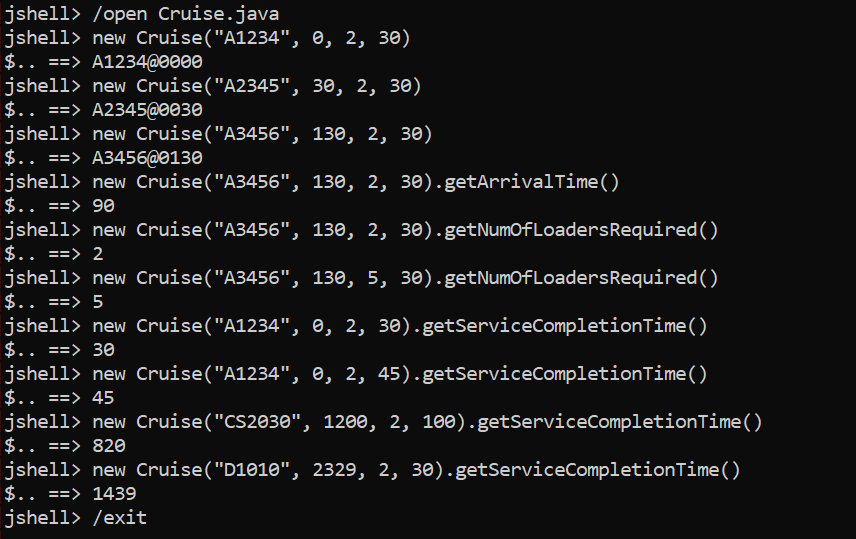 jshell> /open Cruise.java
jshell> new Cruise("A1234", 0, 2, 30)
$.. ==> A1234@0000
jshell> new Cruise("A2345", 30, 2, 30)
$.. ==> A2345@0030
jshell> new Cruise("A3456", 130, 2, 30)
$.. ==> A3456@0130
jshell> new Cruise("A3456", 130, 2, 30).getArrivalTime()
$.. ==> 90
jshell> new Cruise("A3456", 130, 2, 30).getNumOfLoadersRequired()
$.. ==> 2
jshell> new Cruise("A3456", 130, 5, 30).getNumOfLoadersRequired()
$.. ==> 5
jshell> new Cruise("A1234", 0, 2, 30).getServiceCompletionTime()
$.. ==> 30
jshell> new Cruise("A1234", 0, 2, 45).getServiceCompletionTime()
$.. ==> 45
jshell> new Cruise("CS2030", 1200, 2, 100).getServiceCompletionTime()
$.. ==> 820
jshell> new Cruise("D1010", 2329, 2, 30).getServiceCompletionTime()
$.. ==> 1439
jshell> /exit